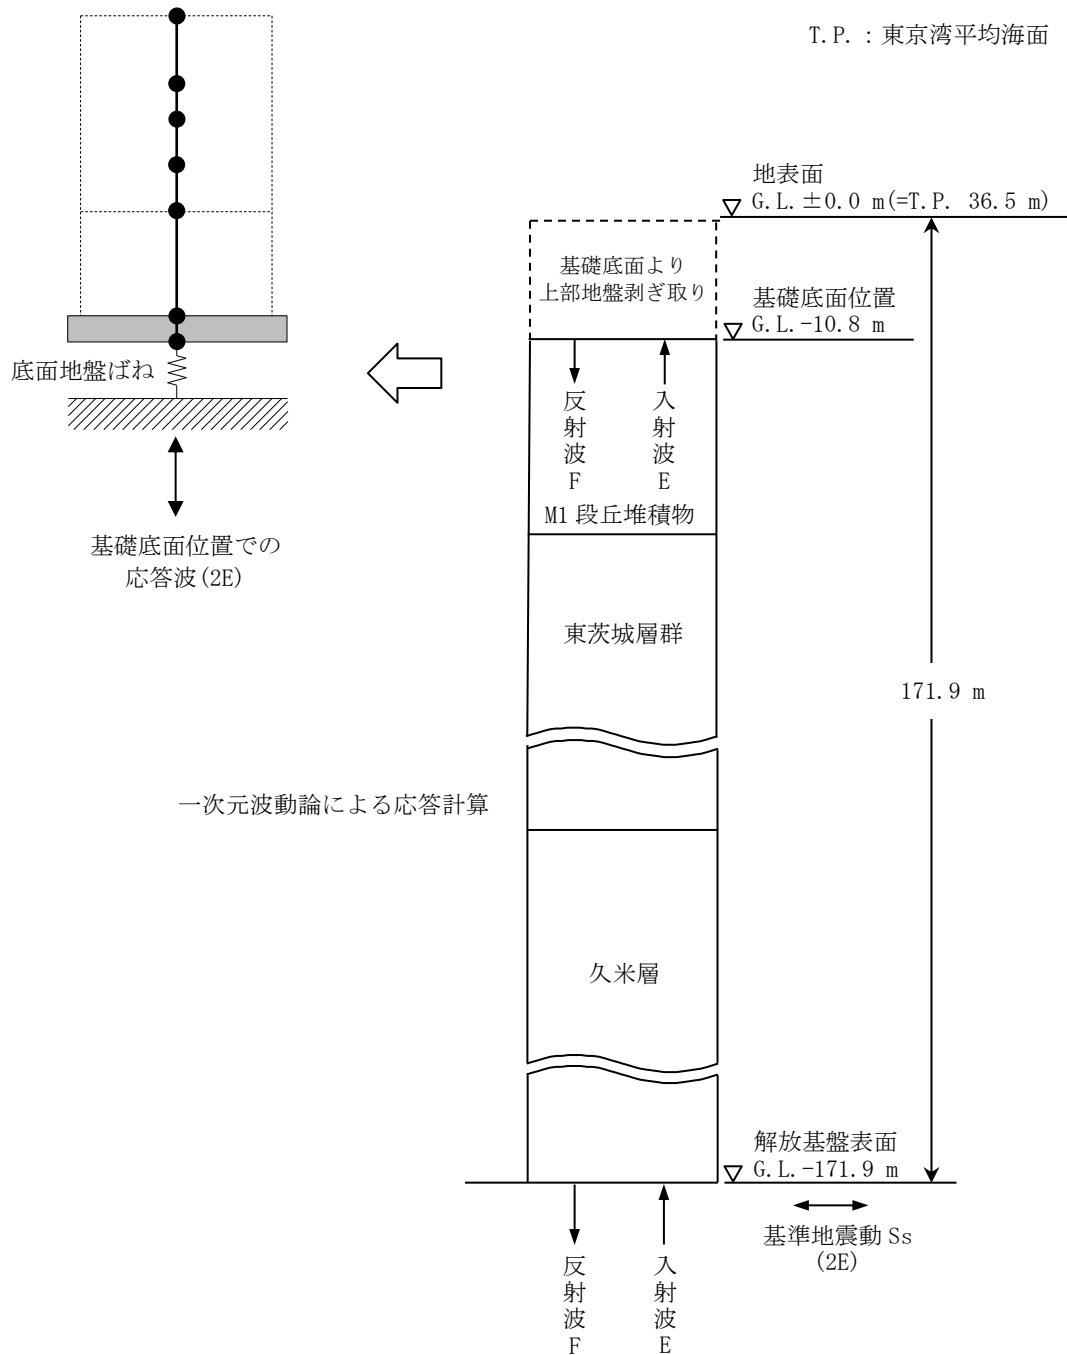 T.P. : 東京湾平均海面
地表面
G.L.±0.0 m(=T.P. 36.5 m)
基礎底面より
上部地盤剥ぎ取り
基礎底面位置
G.L.-10.8 m
底面地盤ばね
反射波F
入射波E
M1 段丘堆積物
基礎底面位置での
応答波(2E)
東茨城層群
171.9 m
一次元波動論による応答計算
久米層
解放基盤表面
G.L.-171.9 m
基準地震動 Ss
(2E)
反射波F
入射波E